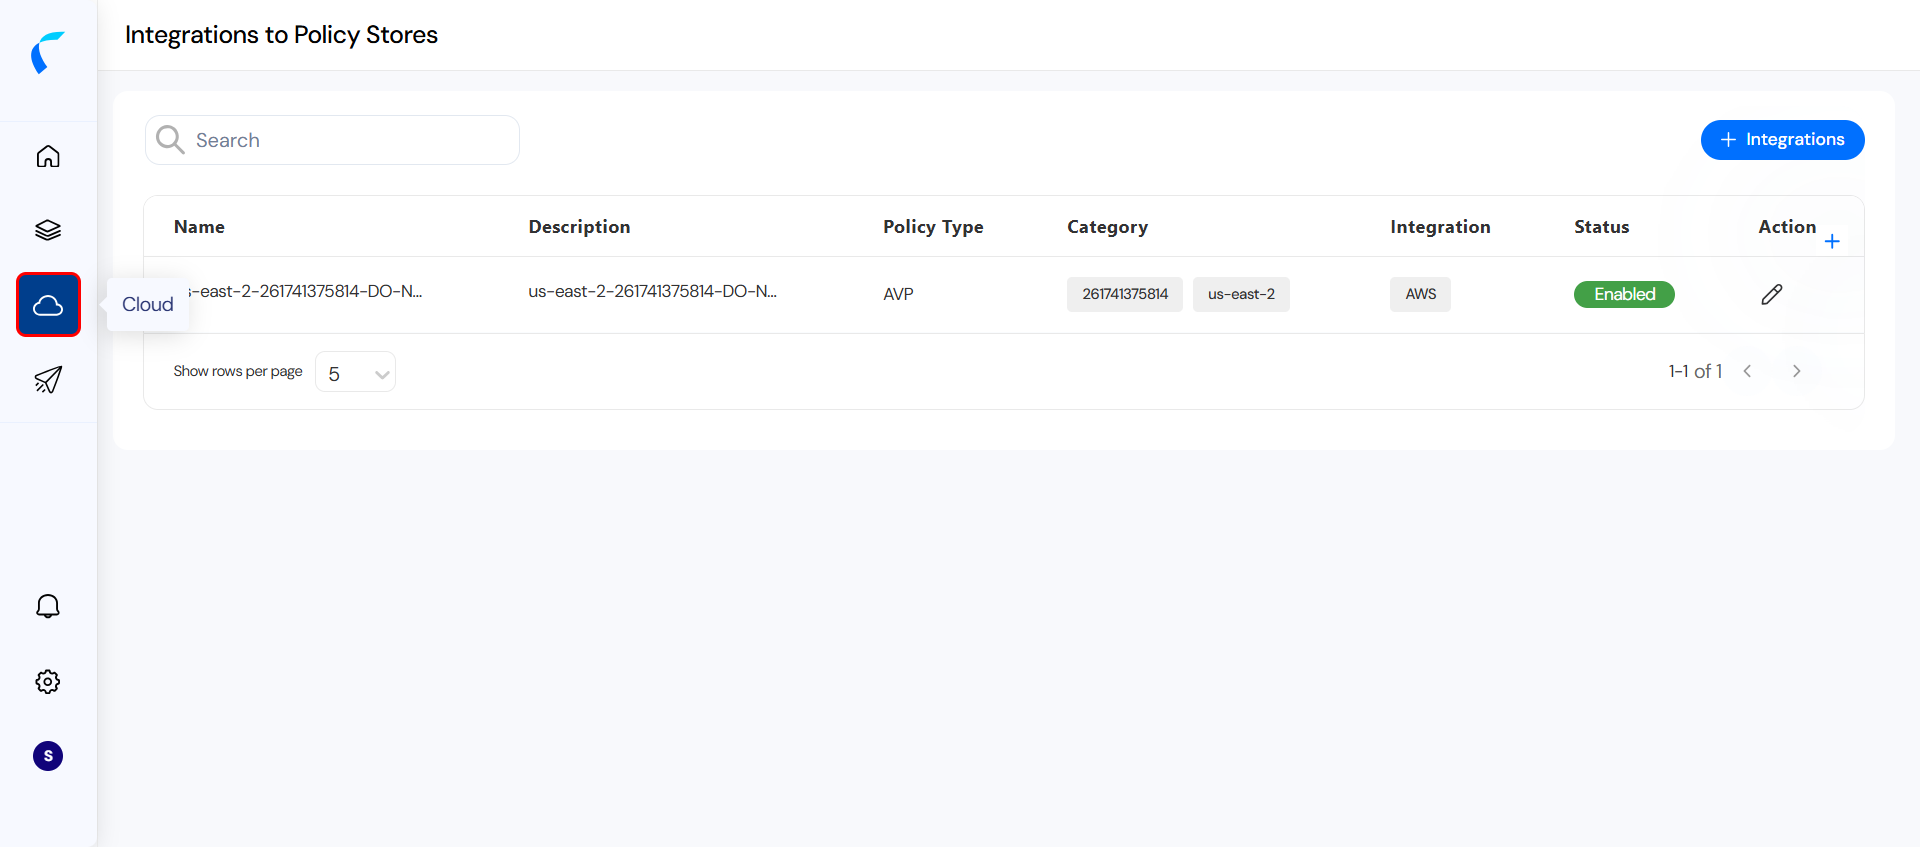 Integrations to Policy Stores
Search
Integrations
Name Description Policy Type Category Integration Status Action
s-east-2-261741375814-DO-N... us-east-2-261741375814-DO-N... AVP 261741375814 us-east-2 AWS Enabled
Cloud
Show rows per page 5 1-1 of 1
S